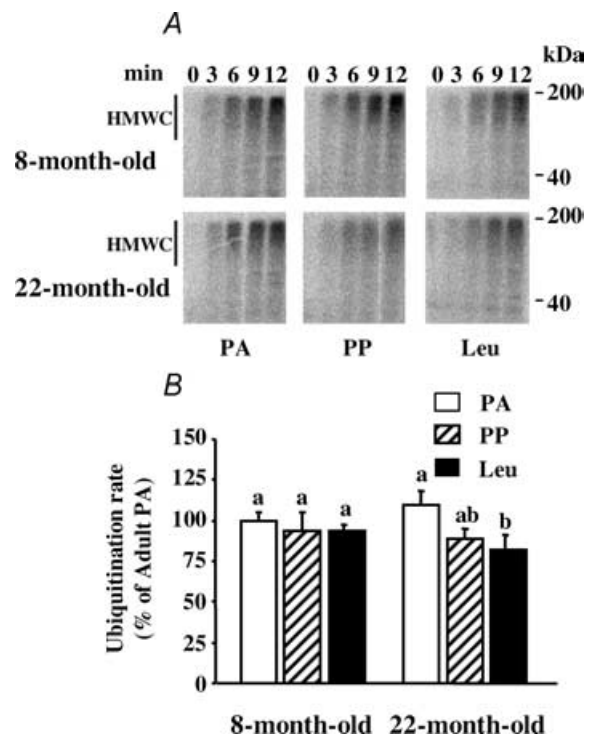 A
min 0 3 6 9 12 0 3 6 9 12 0 3 6 9 12 kDa
HMWC - 200
8-month-old
- 40
HMWC - 200
22-month-old
- 40
PA PP Leu
B
PA
PP
Leu
Ubiquitination rate
(% of Adult PA)
150
125
100
75
50
25
0
a a a a ab b
8-month-old 22-month-old